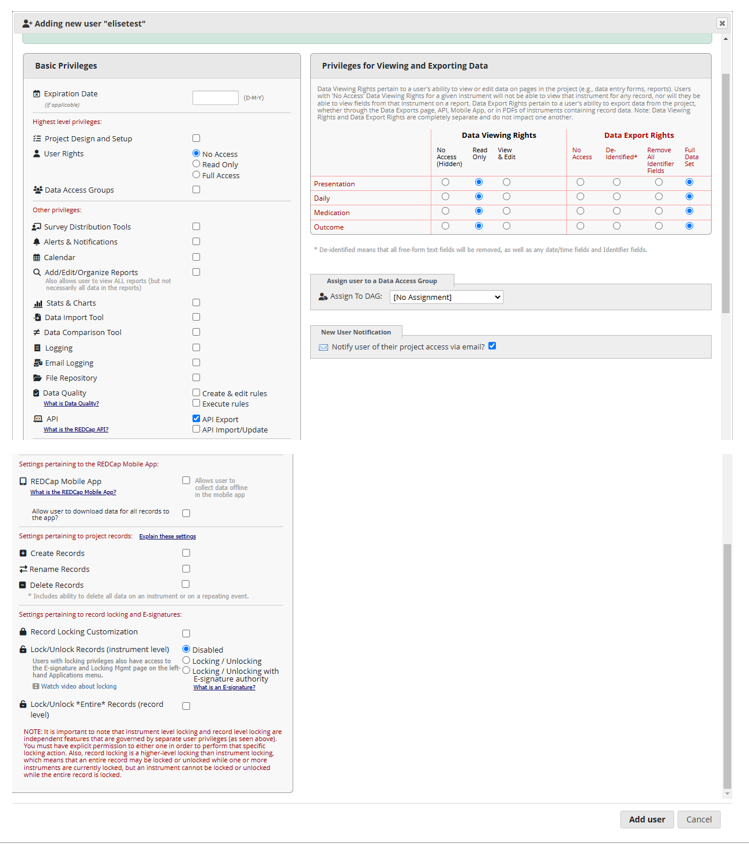 Adding new user "elisetest"
Basic Privileges
Expiration Date
(if applicable)
(D-M-Y)
Highest level privileges:
Project Design and Setup
User Rights
No Access
Read Only
Full Access
Data Access Groups
Other privileges:
Survey Distribution Tools
Alerts & Notifications
Calendar
Add/Edit/Organize Reports
Also allows user to view ALL reports (but not
necessarily all data in the reports)
Stats & Charts
Data Import Tool
Data Comparison Tool
Logging
Email Logging
File Repository
Data Quality
What is Data Quality?
Create & edit rules
Execute rules
API
What is the REDCap API?
API Export
API Import/Update
Privileges for Viewing and Exporting Data
Data Viewing Rights pertain to a user's ability to view or edit data on pages in the project (e.g., data entry forms, reports). Users
with 'No Access' Data Viewing Rights for a given instrument will not be able to view that instrument for any record, nor will they be
able to view fields from that instrument on a report. Data Export Rights pertain to a user's ability to export data from the project,
whether through the Data Exports page, API, Mobile App, or in PDFs of instruments containing record data. Note: Data Viewing
Rights and Data Export Rights are completely separate and do not impact one another.
Data Viewing Rights
Data Export Rights
No Access (Hidden)
Read Only
View & Edit
No Access
De-Identified*
Remove All Identifier Fields
Full Data Set
Presentation
Daily
Medication
Outcome
* De-identified means that all free-form text fields will be removed, as well as any date/time fields and Identifier fields.
Assign user to a Data Access Group
Assign To DAG: [No Assignment]
New User Notification
Notify user of their project access via email?
Settings pertaining to the REDCap Mobile App:
REDCap Mobile App
What is the REDCap Mobile App?
Allows user to
collect data offline
in the mobile app
Allow user to download data for all records to
the app?
Settings pertaining to project records: Explain these settings
Create Records
Rename Records
Delete Records
* Includes ability to delete all data on an instrument or on a repeating event.
Settings pertaining to record locking and E-signatures:
Record Locking Customization
Lock/Unlock Records (instrument level)
Users with locking privileges also have access to
the E-signature and Locking Mgmt page on the left-
hand Applications menu.
Watch video about locking
Disabled
Locking / Unlocking
Locking / Unlocking with
E-signature authority
What is an E-signature?
Lock/Unlock *Entire* Records (record
level)
NOTE: It is important to note that instrument level locking and record level locking are
independent features that are governed by separate user privileges (as seen above).
You must have explicit permission to either one in order to perform that specific
locking action. Also, record locking is a higher-level locking than instrument locking,
which means that an entire record may be locked or unlocked while one or more
instruments are currently locked, but an instrument cannot be locked or unlocked
while the entire record is locked.
Add user
Cancel